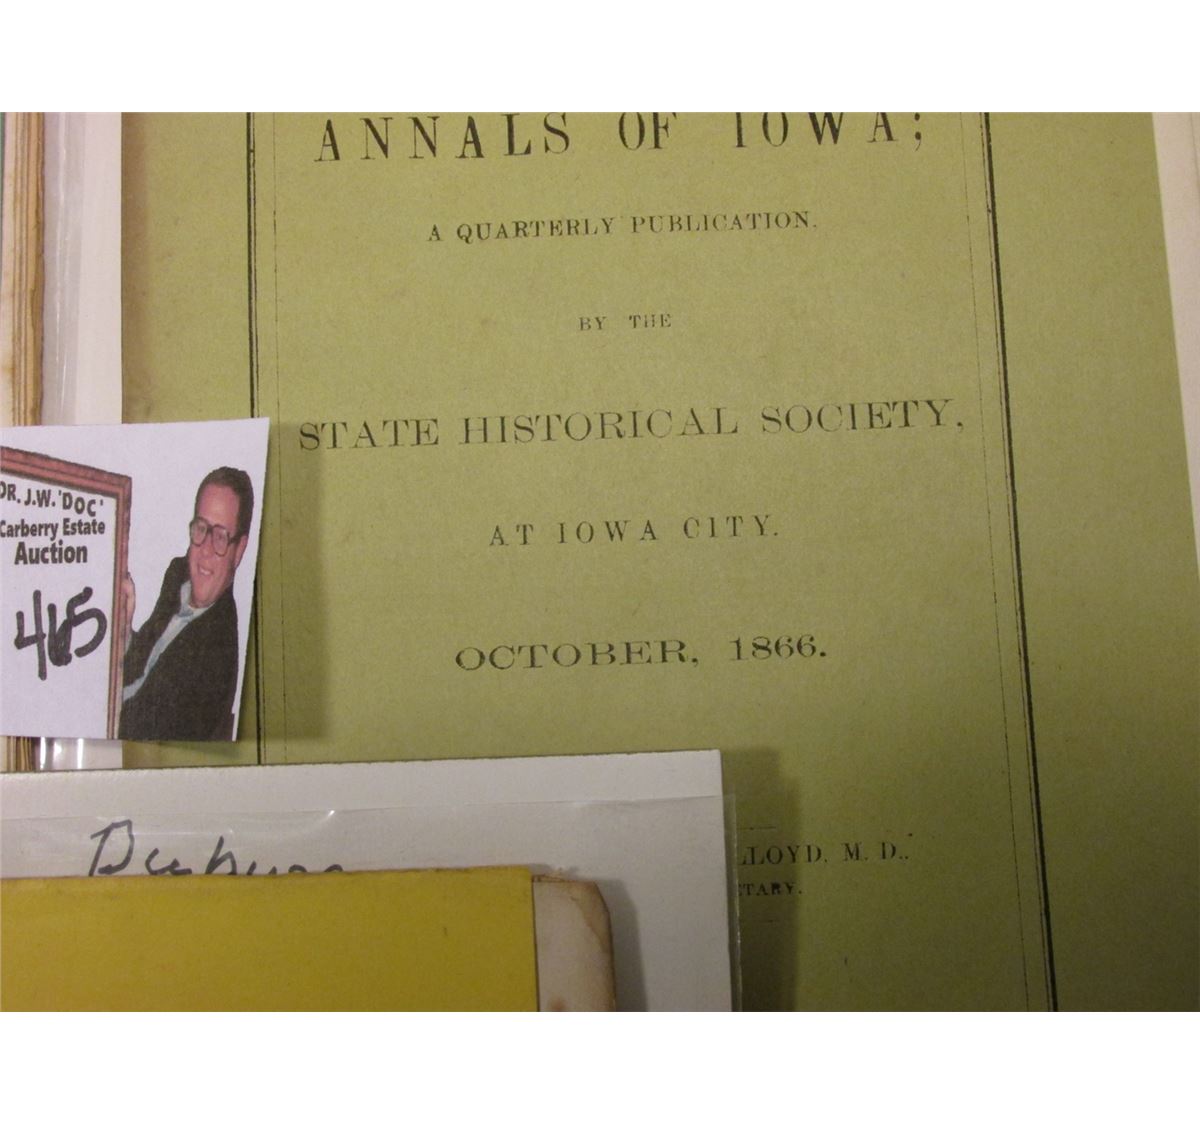 ANNALS OF IOWA;
A QUARTERLY PUBLICATION.
BY THE
STATE HISTORICAL SOCIETY,
AT IOWA CITY.
OCTOBER, 1866.
LLOYD, M. D.,
ETARY.
DR. J.W. 'DOC'
Carberry Estate
Auction
465